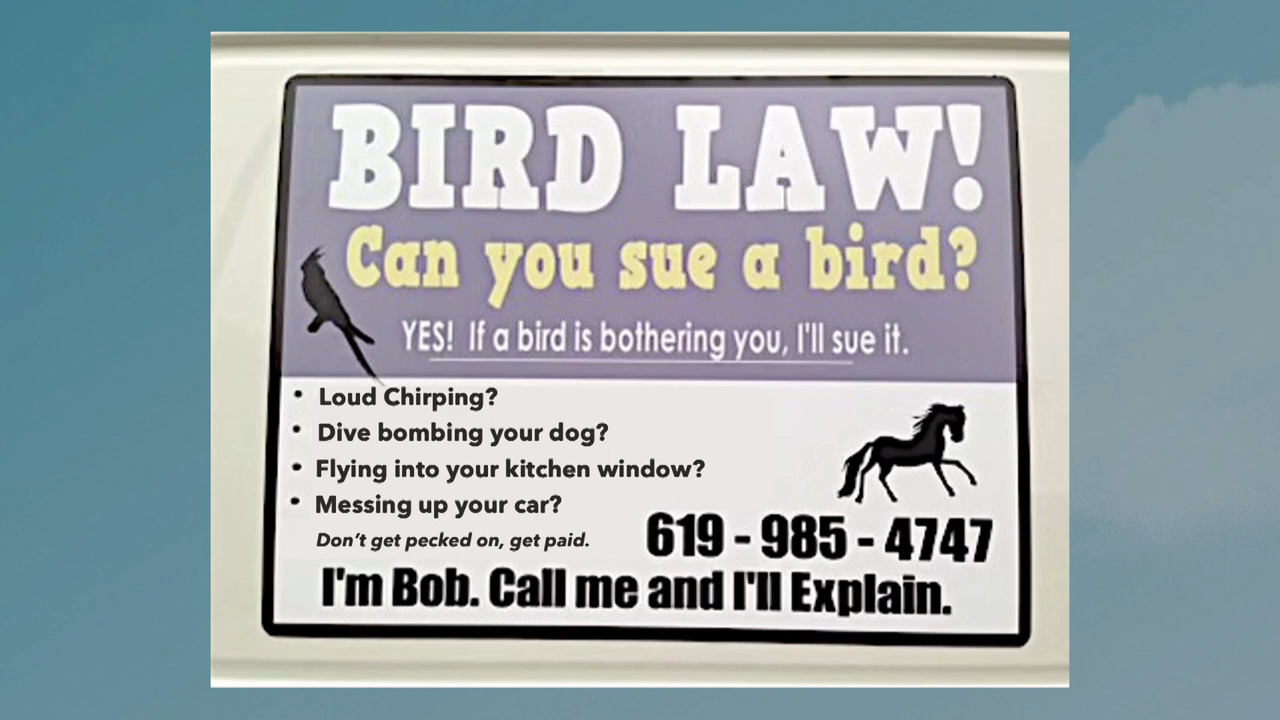 BIRD LAW!
Can you sue a bird?
YES! If a bird is bothering you, I'll sue it.
• Loud Chirping?
• Dive bombing your dog?
• Flying into your kitchen window?
• Messing up your car?
Don't get pecked on, get paid.
619 - 985 - 4747
I'm Bob. Call me and I'll Explain.